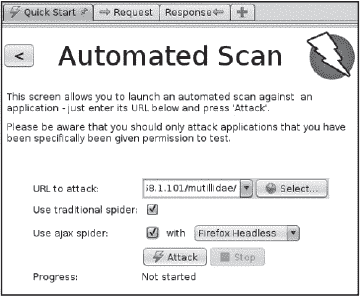 Quick Start Request Response
<
Automated Scan
This screen allows you to launch an automated scan against an
application - just enter its URL below and press 'Attack'.
Please be aware that you should only attack applications that you have
been specifically been given permission to test.
URL to attack: 58.1.101/mutillidae/ Select...
Use traditional spider:
Use ajax spider: with Firefox Headless
Attack Stop
Progress: Not started